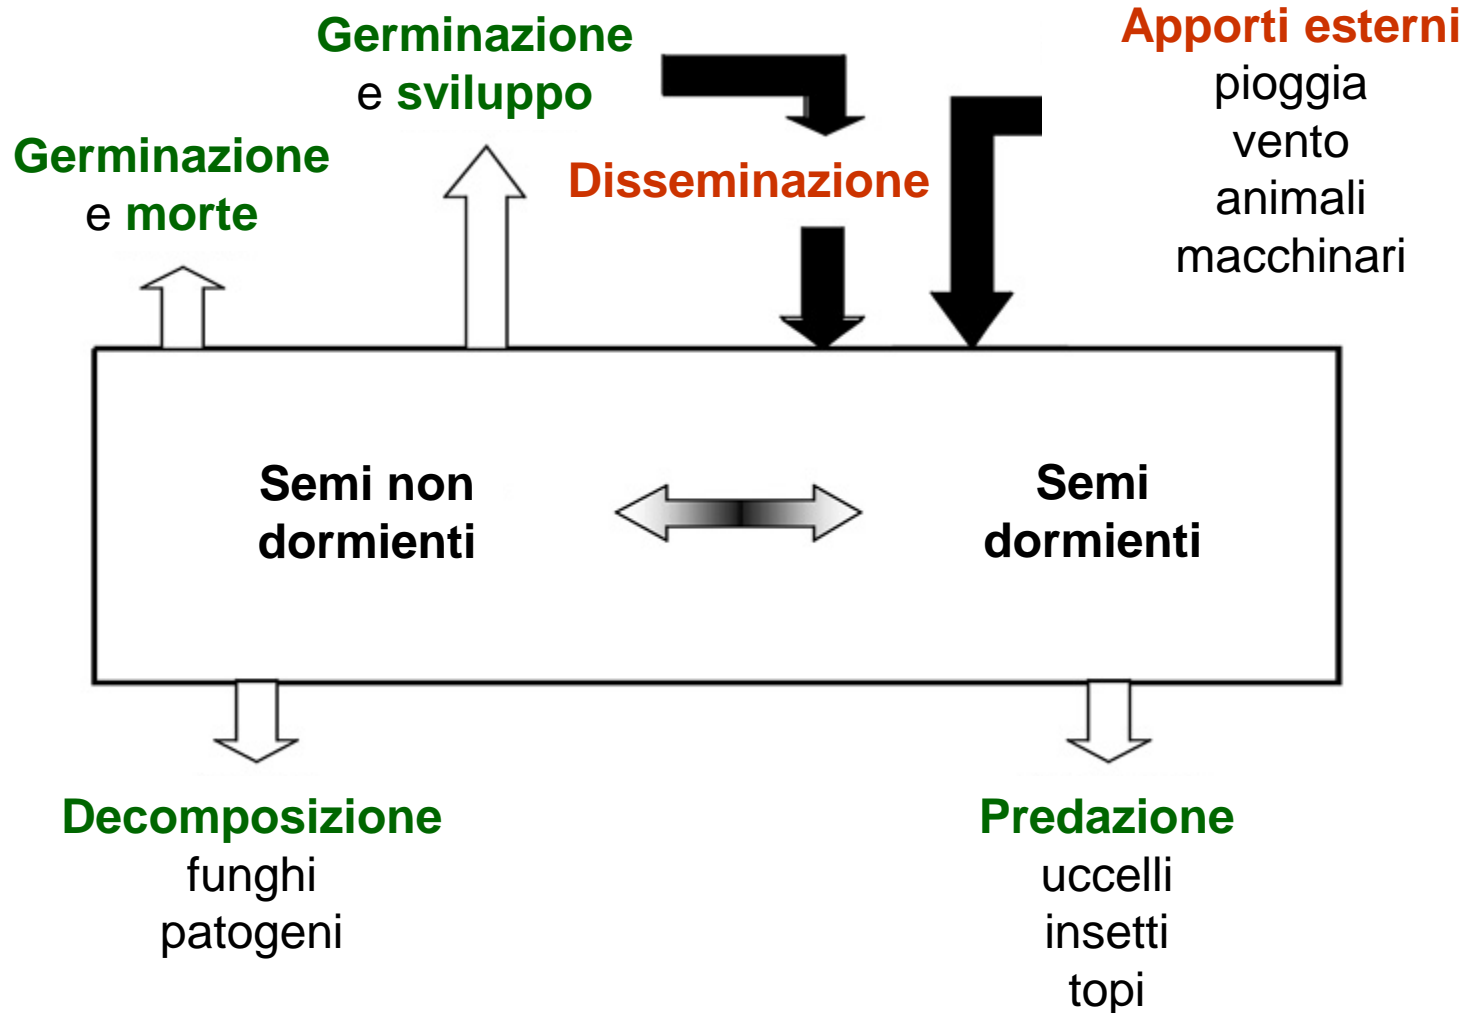 Germinazione
e sviluppo
Apporti esterni
pioggia
vento
animali
macchinari
Germinazione
e morte
Disseminazione
Semi non
dormienti
Semi
dormienti
Decomposizione
funghi
patogeni
Predazione
uccelli
insetti
topi